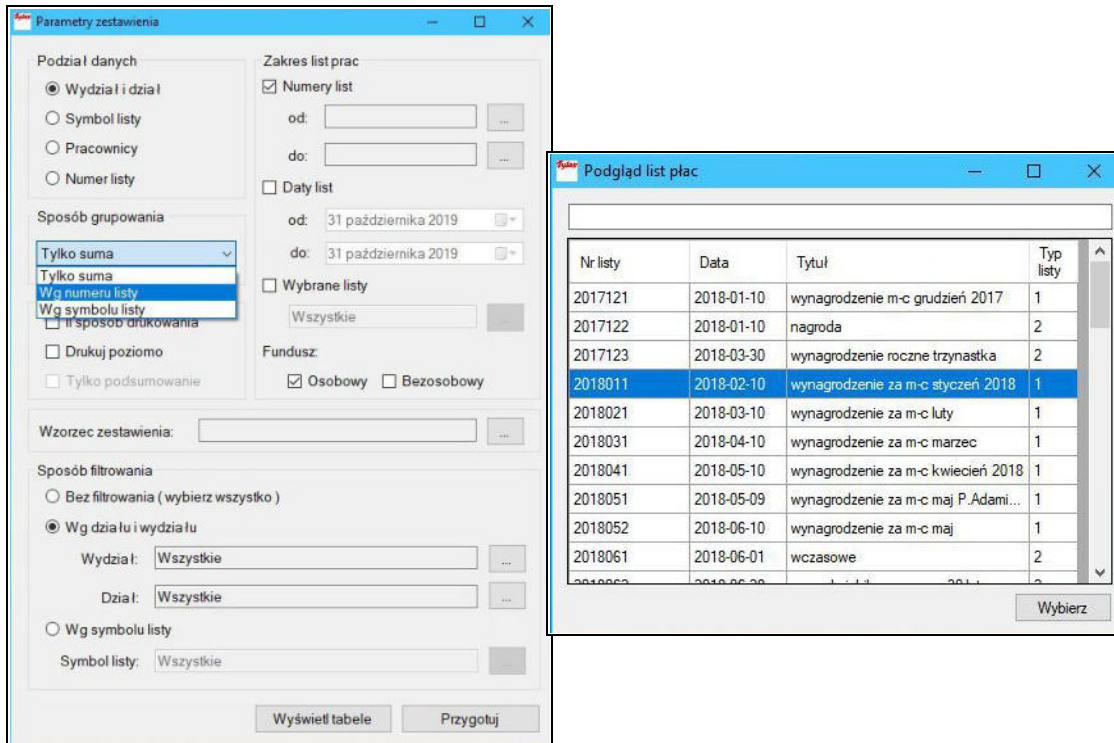 Parametry zestawienia
Podział danych
Wydział i dział
Symbol listy
Pracownicy
Numer listy
Sposób grupowania
Tylko suma
Tylko suma
Wg numeru listy
Wg symbolu listy
II sposób drukowania
Drukuj poziomo
Tylko podsumowanie
Zakres list prac
Numery list
od: ...
do: ...
Daty list
od: 31 października 2019
do: 31 października 2019
Wybrane listy
Wszystkie ...
Fundusz:
Osobowy Bezosobowy
Wzorzec zestawienia: ...
Sposób filtrowania
Bez filtrowania ( wybierz wszystko )
Wg działu i wydziału
Wydział: Wszystkie ...
Dział: Wszystkie ...
Wg symbolu listy
Symbol listy: Wszystkie ...
Wyświetl tabele Przygotuj
Podgląd list płac
Nr listy Data Tytuł Typ listy
2017121 2018-01-10 wynagrodzenie m-c grudzień 2017 1
2017122 2018-01-10 nagroda 2
2017123 2018-03-30 wynagrodzenie roczne trzynastka 2
2018011 2018-02-10 wynagrodzenie za m-c styczeń 2018 1
2018021 2018-03-10 wynagrodzenie za m-c luty 1
2018031 2018-04-10 wynagrodzenie za m-c marzec 1
2018041 2018-05-10 wynagrodzenie za m-c kwiecień 2018 1
2018051 2018-05-09 wynagrodzenie za m-c maj P.Adami... 1
2018052 2018-06-10 wynagrodzenie za m-c maj 1
2018061 2018-06-01 wczasowe 2
Wybierz